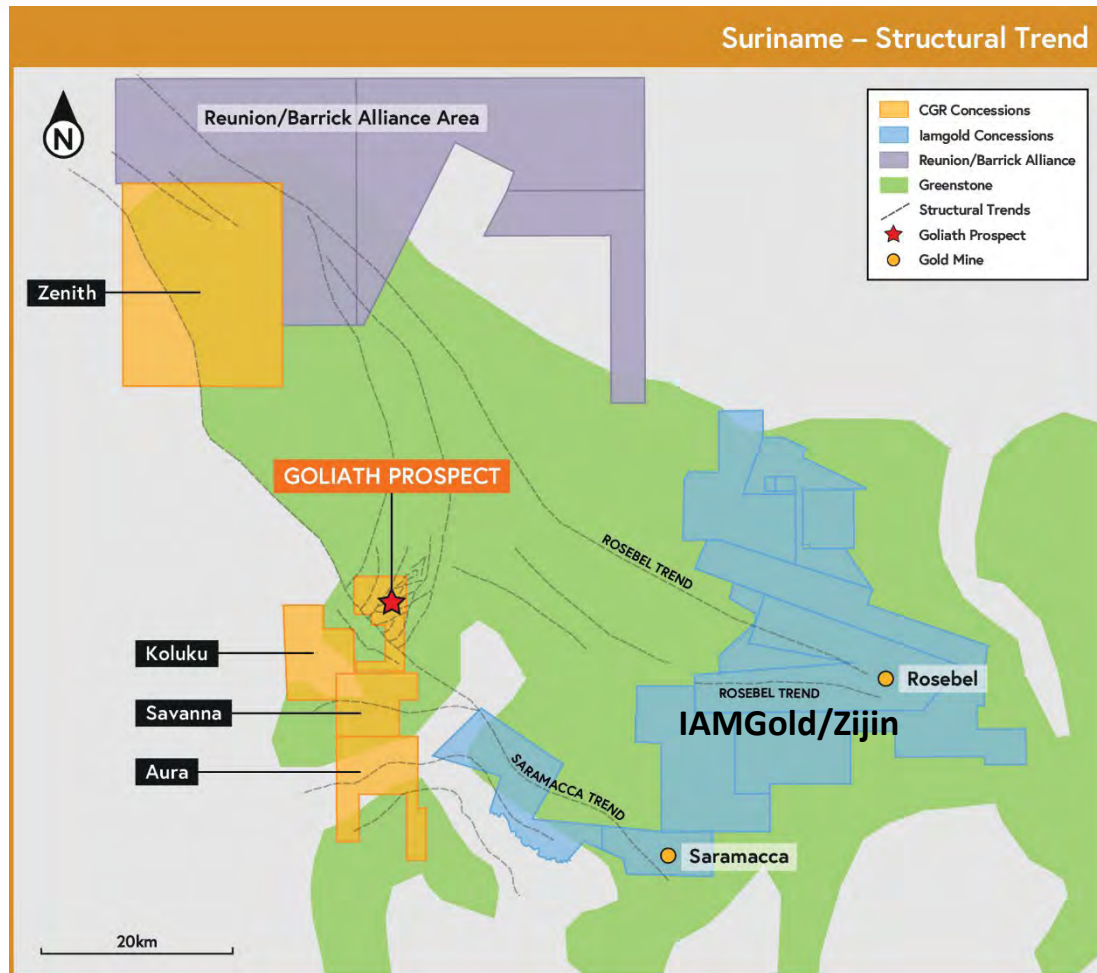 Suriname – Structural Trend
Reunion/Barrick Alliance Area
N
CGR Concessions
Iamgold Concessions
Reunion/Barrick Alliance
Greenstone
Structural Trends
Goliath Prospect
Gold Mine
Zenith
GOLIATH PROSPECT
ROSEBEL TREND
Koluku
Rosebel
ROSEBEL TREND
Savanna
IAMGold/Zijin
Aura
SARAMACCA TREND
Saramacca
20km